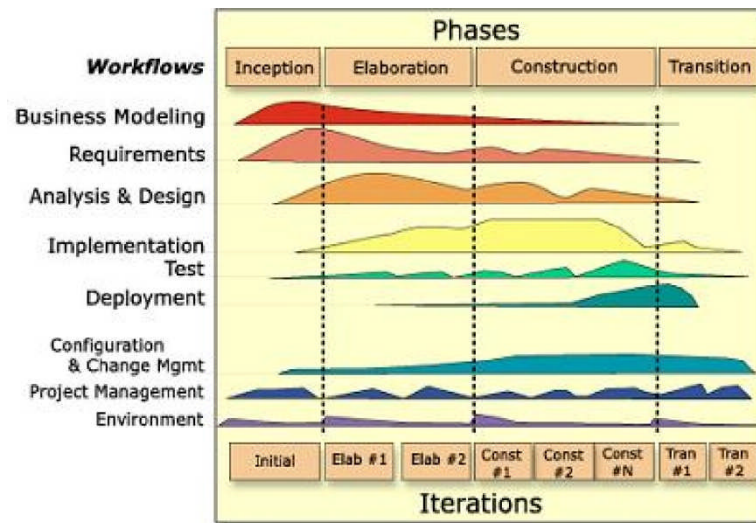 Phases
Workflows
Inception
Elaboration
Construction
Transition
Business Modeling
Requirements
Analysis & Design
Implementation
Test
Deployment
Configuration
& Change Mgmt
Project Management
Environment
Initial
Elab #1
Elab #2
Const
#1
Const
#2
Const
#N
Tran
#1
Tran
#2
Iterations